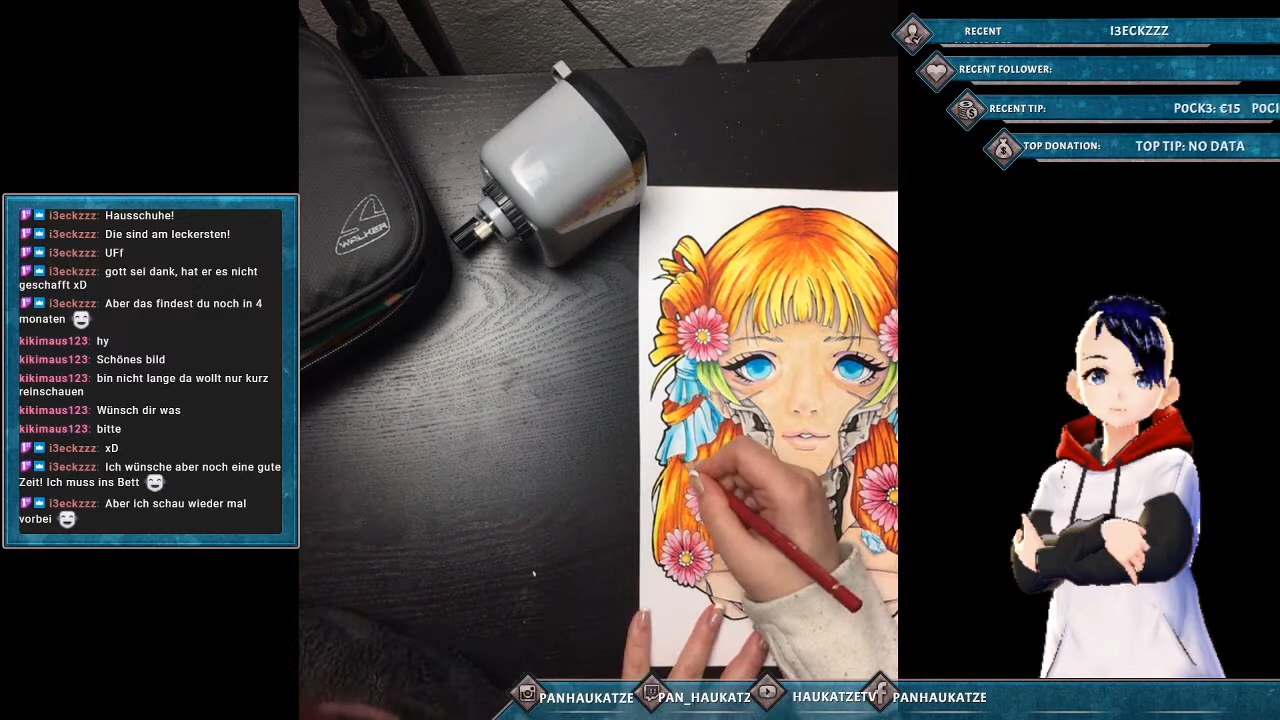 i3eckzzz: Hausschuhe!
i3eckzzz: Die sind am leckersten!
i3eckzzz: UFf
i3eckzzz: gott sei dank, hat er es nicht
geschafft xD
i3eckzzz: Aber das findest du noch in 4
monaten
kikimaus123: hy
kikimaus123: Schönes bild
kikimaus123: bin nicht lange da wollt nur kurz
reinschauen
kikimaus123: Wünsch dir was
kikimaus123: bitte
i3eckzzz: xD
i3eckzzz: Ich wünsche aber noch eine gute
Zeit! Ich muss ins Bett
i3eckzzz: Aber ich schau wieder mal
vorbei
WALKER
RECENT I3ECKZZZ
RECENT FOLLOWER:
RECENT TIP: P0CK3: €15 P0CK
TOP DONATION: TOP TIP: NO DATA
PANHAUKATZE PAN_HAUKATZ HAUKATZETV PANHAUKATZE